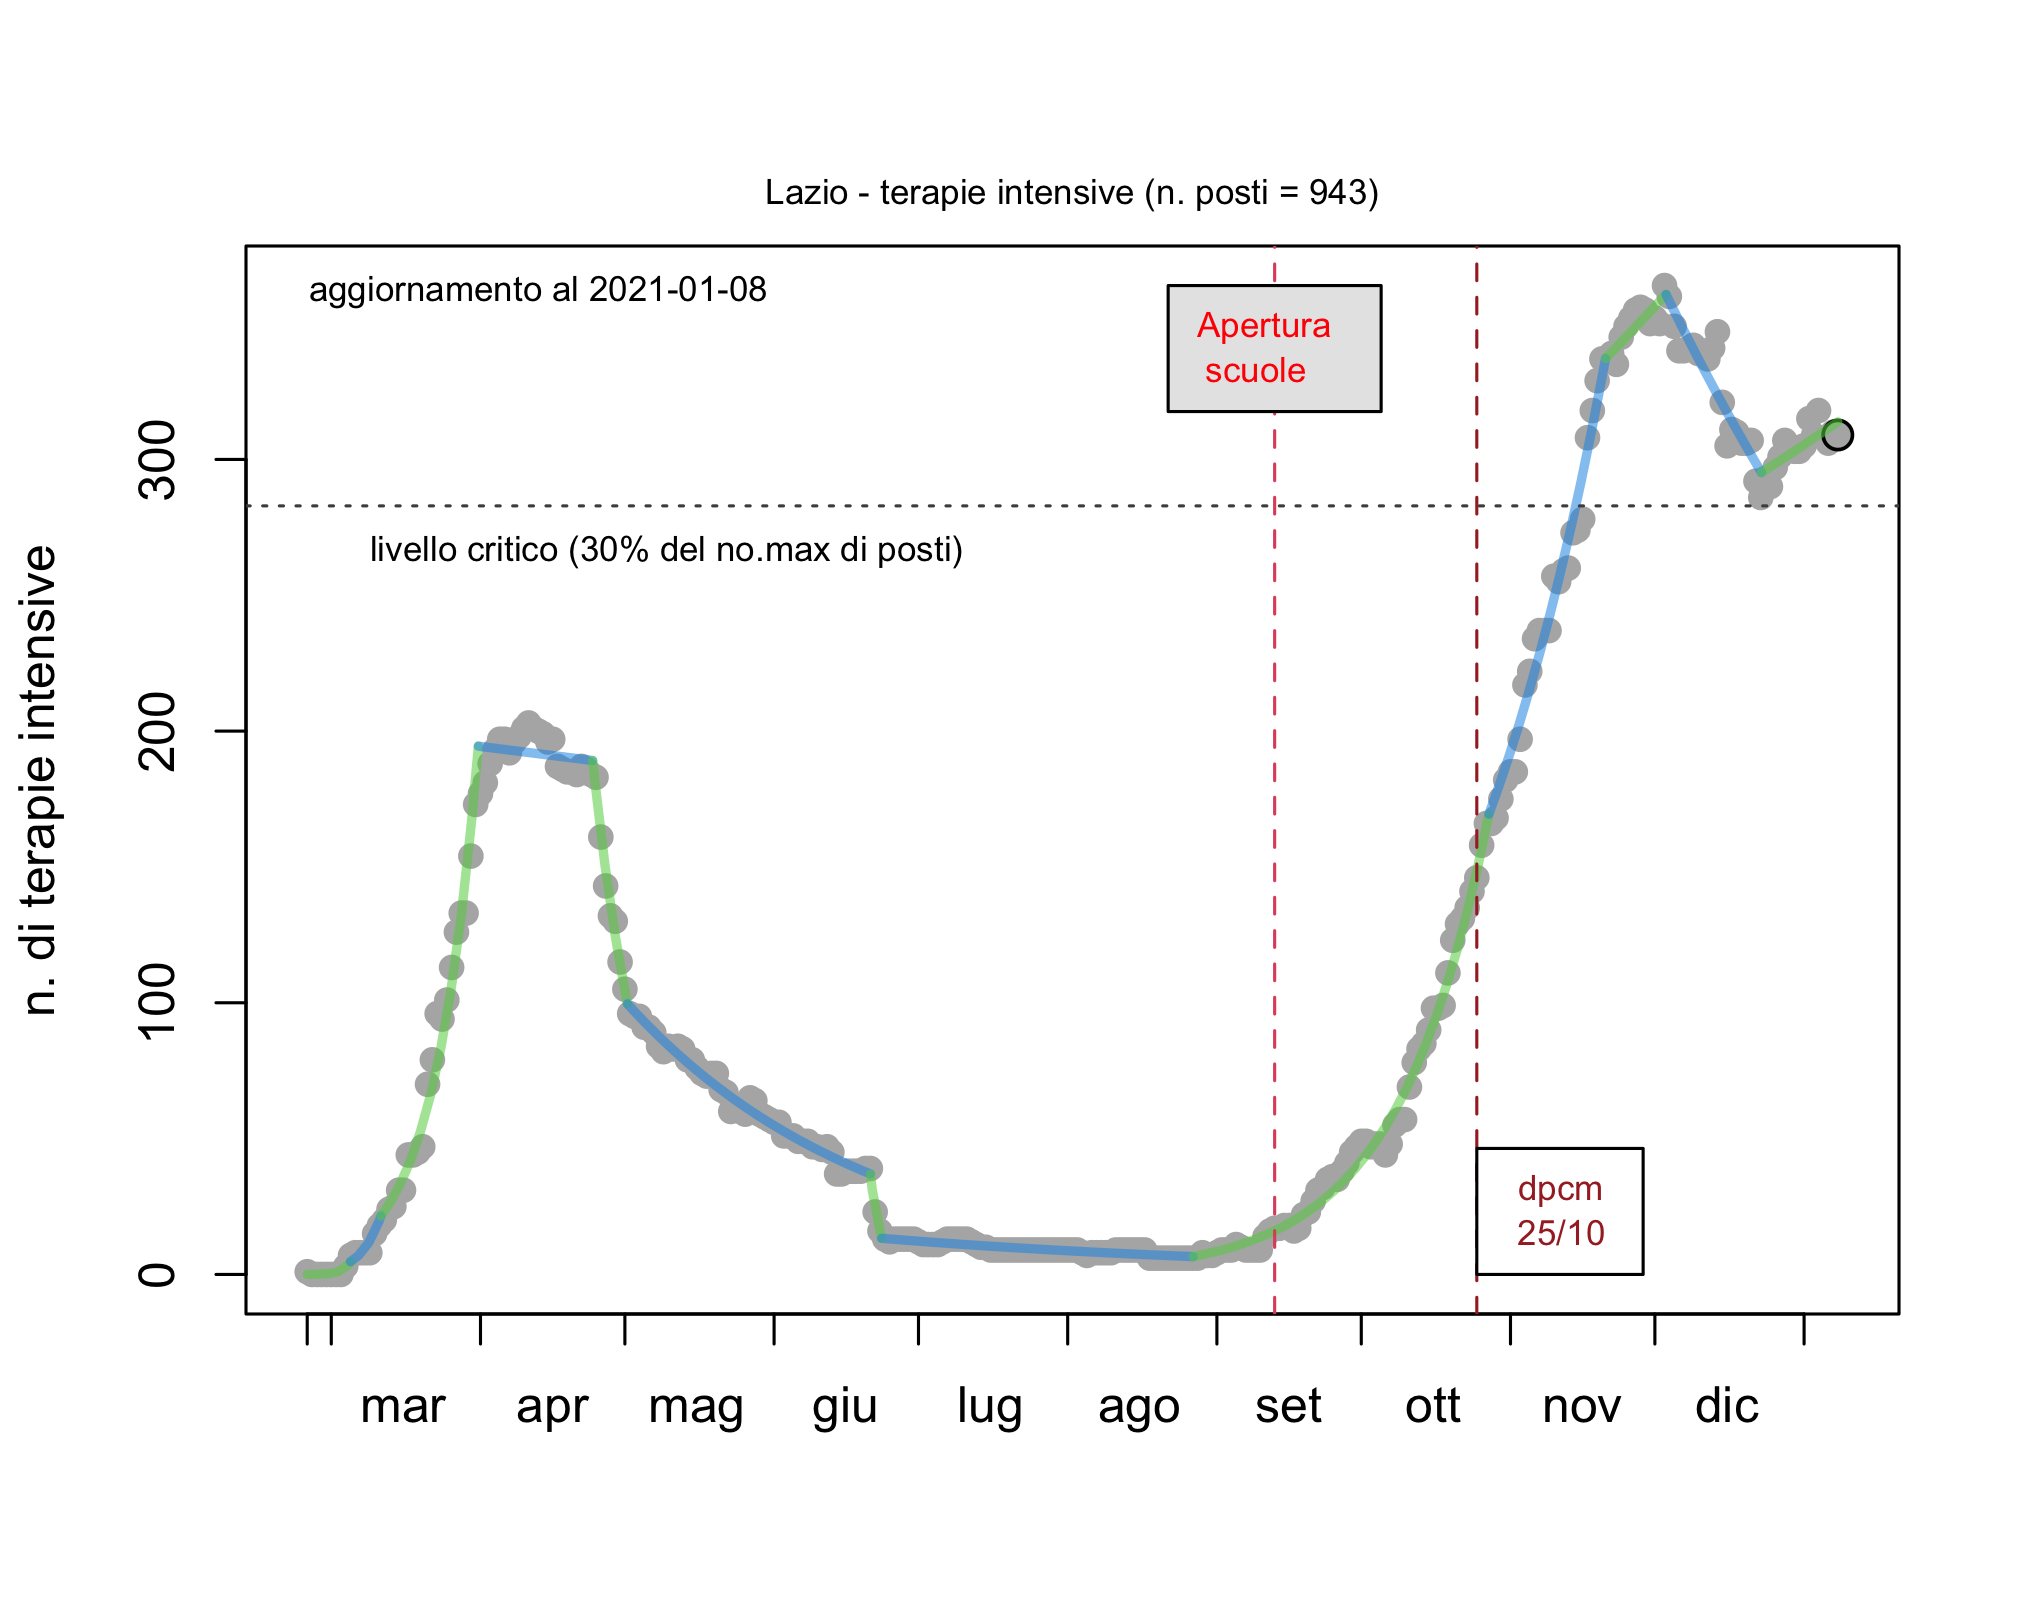 Lazio - terapie intensive (n. posti = 943)
aggiornamento al 2021-01-08
Apertura
scuole
livello critico (30% del no.max di posti)
n. di terapie intensive
300
200
100
0
dpcm
25/10
mar apr mag giu lug ago set ott nov dic